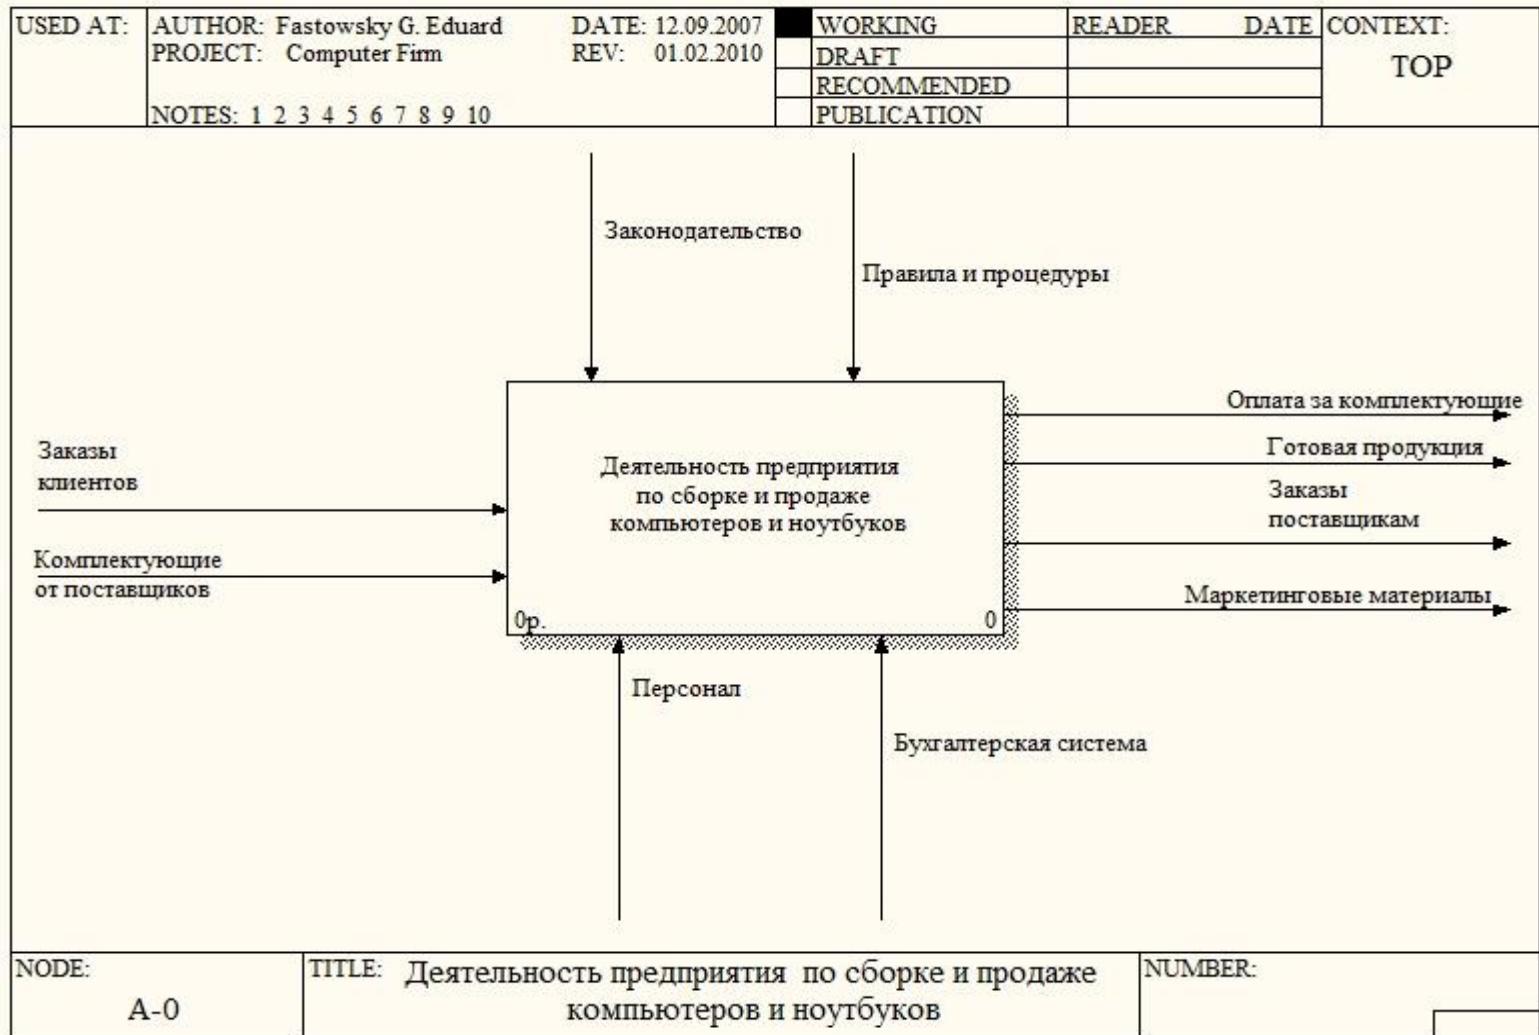 USED AT:
AUTHOR: Fastowsky G. Eduard
DATE: 12.09.2007
PROJECT: Computer Firm
REV: 01.02.2010
NOTES: 1 2 3 4 5 6 7 8 9 10
WORKING
DRAFT
RECOMMENDED
PUBLICATION
READER DATE
CONTEXT:
TOP
Законодательство
Правила и процедуры
Заказы
клиентов
Комплектующие
от поставщиков
Деятельность предприятия
по сборке и продаже
компьютеров и ноутбуков
0р.
0
Оплата за комплектующие
Готовая продукция
Заказы
поставщикам
Маркетинговые материалы
Персонал
Бухгалтерская система
NODE:
A-0
TITLE: Деятельность предприятия по сборке и продаже
компьютеров и ноутбуков
NUMBER: